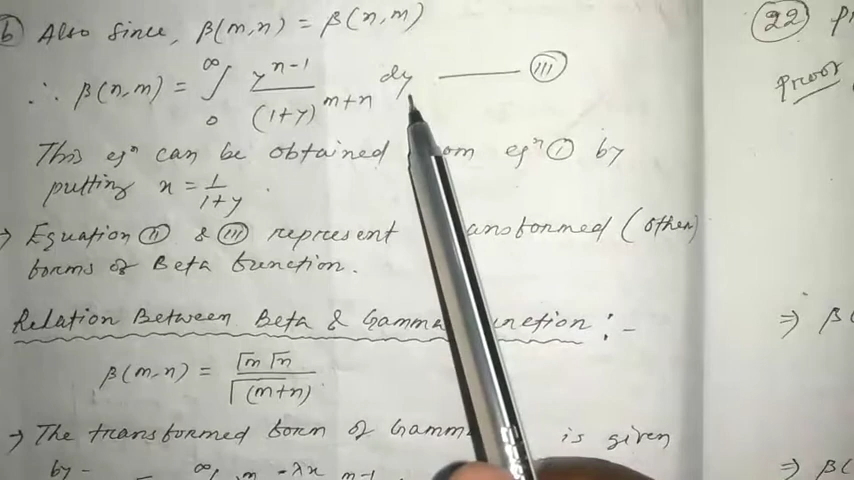 b Also Since, β(m,n) = β(n,m)
∴ β(n,m) = ∫₀^∞ y^(n-1) / (1+y)^(m+n) dy —— III
This eqⁿ can be obtained from eqⁿ I by
putting x = 1/(1+y).
→ Equation II & III represent (other)
forms of Beta function.
Relation Between Beta & Gamma function :-
β(m,n) = Γm Γn / Γ(m+n)
→ The transformed form of Gamma is given
by -
22
Proof
⇒ β(
⇒ β(